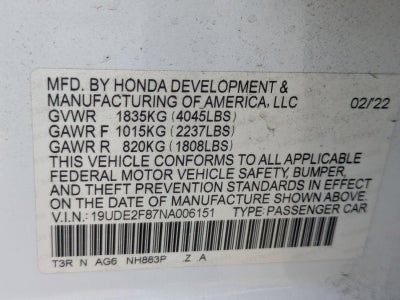 MFD. BY HONDA DEVELOPMENT &
MANUFACTURING OF AMERICA, LLC 02/22
GVWR 1835KG (4045LBS)
GAWR F 1015KG (2237LBS)
GAWR R 820KG (1808LBS)
THIS VEHICLE CONFORMS TO ALL APPLICABLE
FEDERAL MOTOR VEHICLE SAFETY, BUMPER,
AND THEFT PREVENTION STANDARDS IN EFFECT
ON THE DATE OF MANUFACTURE SHOWN ABOVE.
V.I.N.: 19UDE2F87NA006151 TYPE: PASSENGER CAR
T3R N AG6 NH883P .Z .A